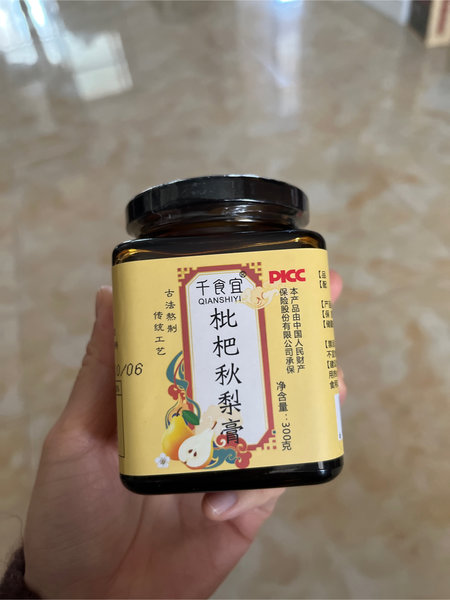 千食宜®
QIANSHIYI
枇杷秋梨膏
古法熬制
传统工艺
PICC
本产品由中国人民财产
保险股份有限公司承保
净含量：300克
0/06